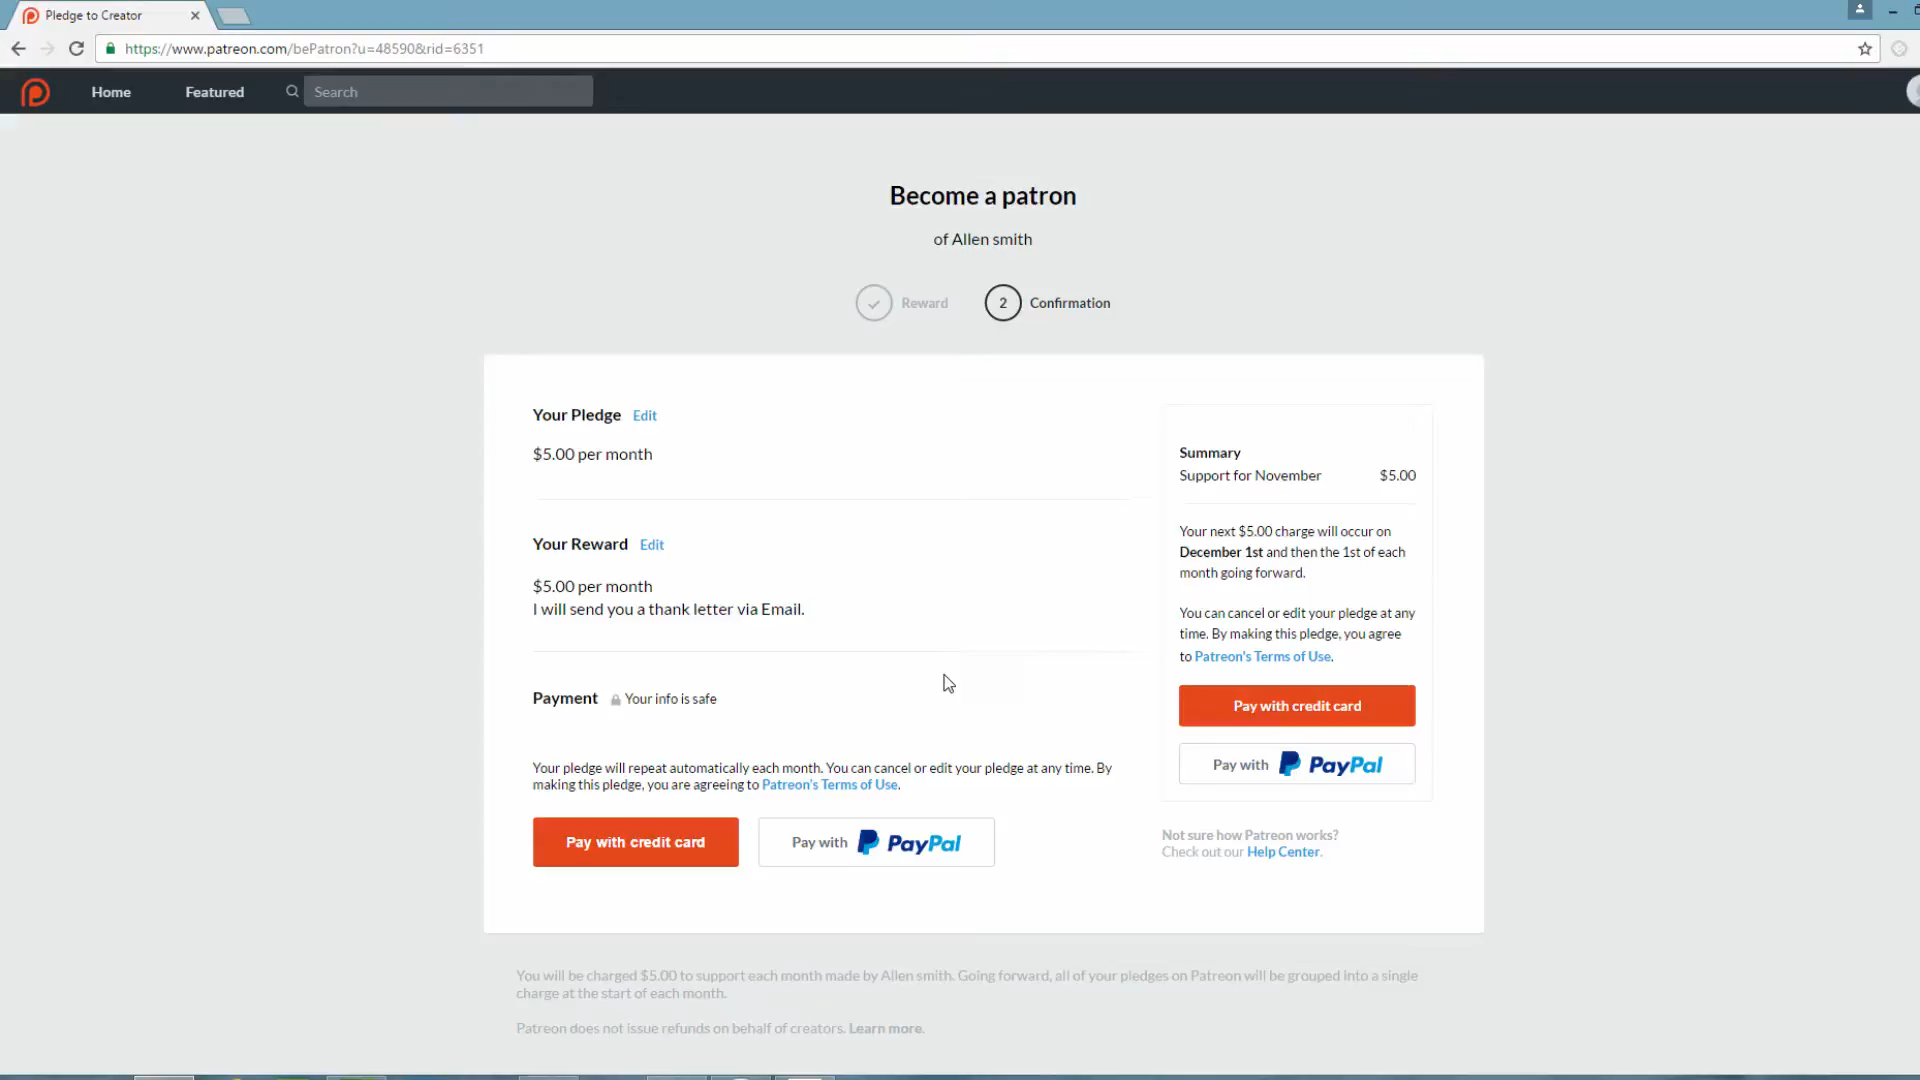 Pledge to Creator
https://www.patreon.com/bePatron?u=48590&rid=6351
Home Featured Search
Become a patron
of Allen smith
Reward 2 Confirmation
Your Pledge Edit
$5.00 per month
Your Reward Edit
$5.00 per month
I will send you a thank letter via Email.
Payment Your info is safe
Your pledge will repeat automatically each month. You can cancel or edit your pledge at any time. By
making this pledge, you are agreeing to Patreon's Terms of Use.
Pay with credit card Pay with PayPal
Summary
Support for November $5.00
Your next $5.00 charge will occur on
December 1st and then the 1st of each
month going forward.
You can cancel or edit your pledge at any
time. By making this pledge, you agree
to Patreon's Terms of Use.
Pay with credit card
Pay with PayPal
Not sure how Patreon works?
Check out our Help Center.
You will be charged $5.00 to support each month made by Allen smith. Going forward, all of your pledges on Patreon will be grouped into a single
charge at the start of each month.
Patreon does not issue refunds on behalf of creators. Learn more.